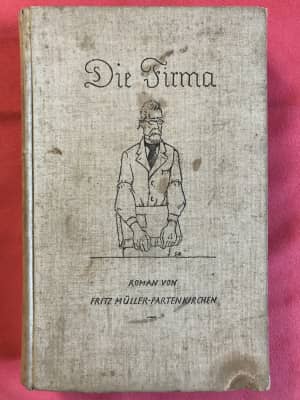 Die Firma
ROMAN VON
FRITZ MÜLLER-PARTENKIRCHEN